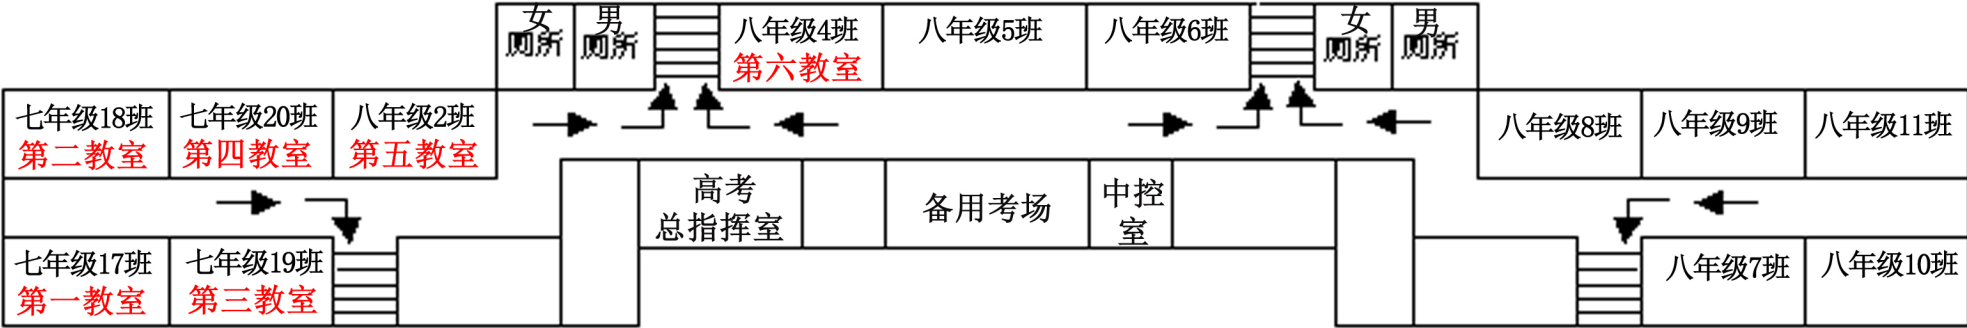 女
厕所
男
厕所
八年级4班
第六教室
八年级5班
八年级6班
女
厕所
男
厕所
七年级18班
第二教室
七年级20班
第四教室
八年级2班
第五教室
八年级8班
八年级9班
八年级11班
高考
总指挥室
备用考场
中控
室
七年级17班
第一教室
七年级19班
第三教室
八年级7班
八年级10班